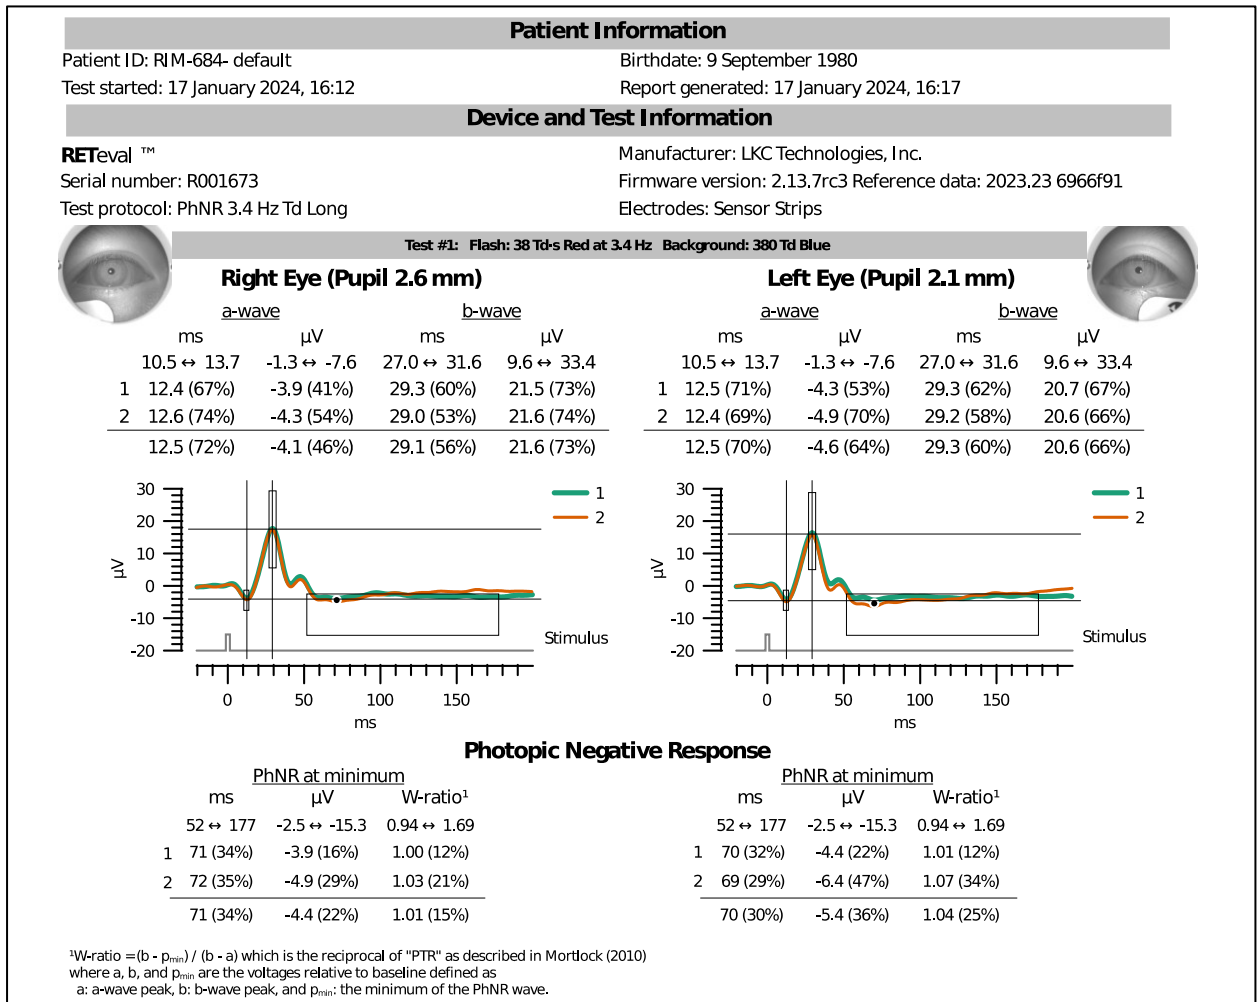 Patient Information
Patient ID: RIM-684- default Birthdate: 9 September 1980
Test started: 17 January 2024, 16:12 Report generated: 17 January 2024, 16:17
Device and Test Information
RETeval ™ Manufacturer: LKC Technologies, Inc.
Serial number: R001673 Firmware version: 2.13.7rc3 Reference data: 2023.23 6966f91
Test protocol: PhNR 3.4 Hz Td Long Electrodes: Sensor Strips
Test #1: Flash: 38 Td·s Red at 3.4 Hz Background: 380 Td Blue
Right Eye (Pupil 2.6 mm)
a-wave b-wave
ms µV ms µV
10.5 ↔ 13.7 -1.3 ↔ -7.6 27.0 ↔ 31.6 9.6 ↔ 33.4
1 12.4 (67%) -3.9 (41%) 29.3 (60%) 21.5 (73%)
2 12.6 (74%) -4.3 (54%) 29.0 (53%) 21.6 (74%)
12.5 (72%) -4.1 (46%) 29.1 (56%) 21.6 (73%)
30
20
10
0
-10
-20
µV
1
2
Stimulus
0 50 100 150
ms
Left Eye (Pupil 2.1 mm)
a-wave b-wave
ms µV ms µV
10.5 ↔ 13.7 -1.3 ↔ -7.6 27.0 ↔ 31.6 9.6 ↔ 33.4
1 12.5 (71%) -4.3 (53%) 29.3 (62%) 20.7 (67%)
2 12.4 (69%) -4.9 (70%) 29.2 (58%) 20.6 (66%)
12.5 (70%) -4.6 (64%) 29.3 (60%) 20.6 (66%)
30
20
10
0
-10
-20
µV
1
2
Stimulus
0 50 100 150
ms
Photopic Negative Response
PhNR at minimum
ms µV W-ratio¹
52 ↔ 177 -2.5 ↔ -15.3 0.94 ↔ 1.69
1 71 (34%) -3.9 (16%) 1.00 (12%)
2 72 (35%) -4.9 (29%) 1.03 (21%)
71 (34%) -4.4 (22%) 1.01 (15%)
PhNR at minimum
ms µV W-ratio¹
52 ↔ 177 -2.5 ↔ -15.3 0.94 ↔ 1.69
1 70 (32%) -4.4 (22%) 1.01 (12%)
2 69 (29%) -6.4 (47%) 1.07 (34%)
70 (30%) -5.4 (36%) 1.04 (25%)
¹W-ratio = (b - pmin) / (b - a) which is the reciprocal of "PTR" as described in Mortlock (2010)
where a, b, and pmin are the voltages relative to baseline defined as
a: a-wave peak, b: b-wave peak, and pmin: the minimum of the PhNR wave.